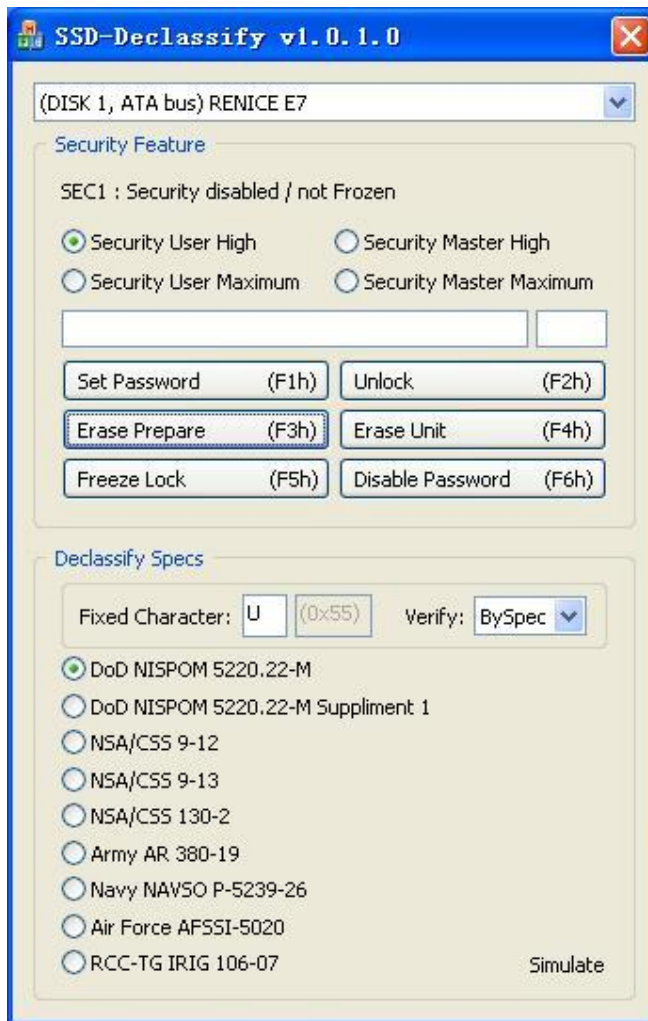 SSD-Declassify v1.0.1.0
(DISK 1, ATA bus) RENICE E7
Security Feature
SEC1 : Security disabled / not Frozen
Security User High Security Master High
Security User Maximum Security Master Maximum
Set Password (F1h) Unlock (F2h)
Erase Prepare (F3h) Erase Unit (F4h)
Freeze Lock (F5h) Disable Password (F6h)
Declassify Specs
Fixed Character: U (0x55) Verify: BySpec
DoD NISPOM 5220.22-M
DoD NISPOM 5220.22-M Suppliment 1
NSA/CSS 9-12
NSA/CSS 9-13
NSA/CSS 130-2
Army AR 380-19
Navy NAVSO P-5239-26
Air Force AFSSI-5020
RCC-TG IRIG 106-07 Simulate